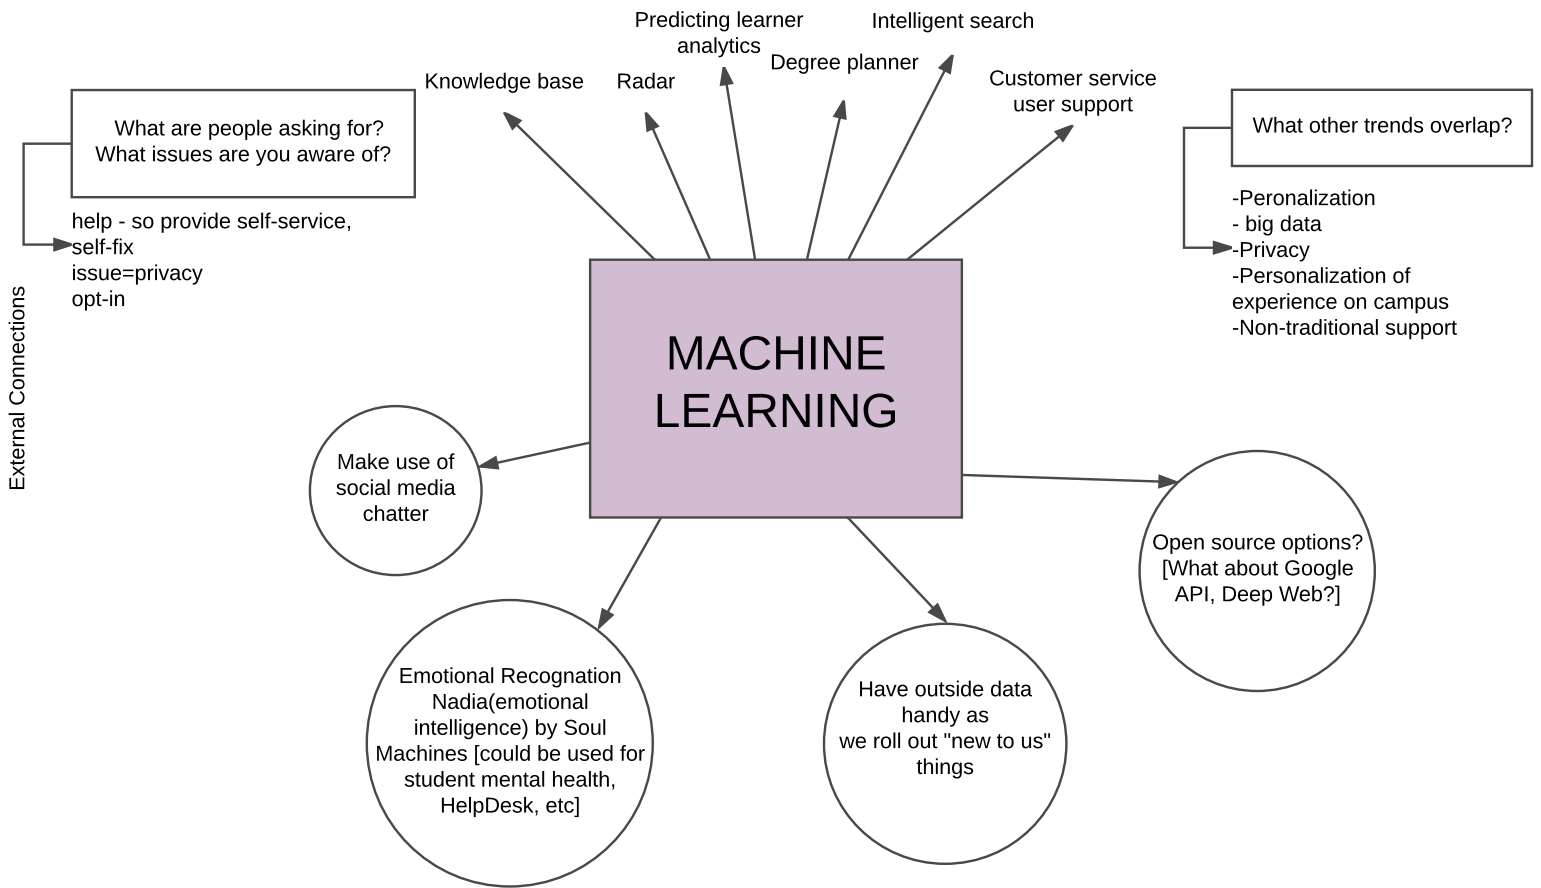 Predicting learner
analytics
Intelligent search
Knowledge base
Radar
Degree planner
Customer service
user support
What are people asking for?
What issues are you aware of?
help - so provide self-service,
self-fix
issue=privacy
opt-in
What other trends overlap?
-Peronalization
- big data
-Privacy
-Personalization of
experience on campus
-Non-traditional support
External Connections
MACHINE
LEARNING
Make use of
social media
chatter
Open source options?
[What about Google
API, Deep Web?]
Emotional Recognation
Nadia(emotional
intelligence) by Soul
Machines [could be used for
student mental health,
HelpDesk, etc]
Have outside data
handy as
we roll out "new to us"
things